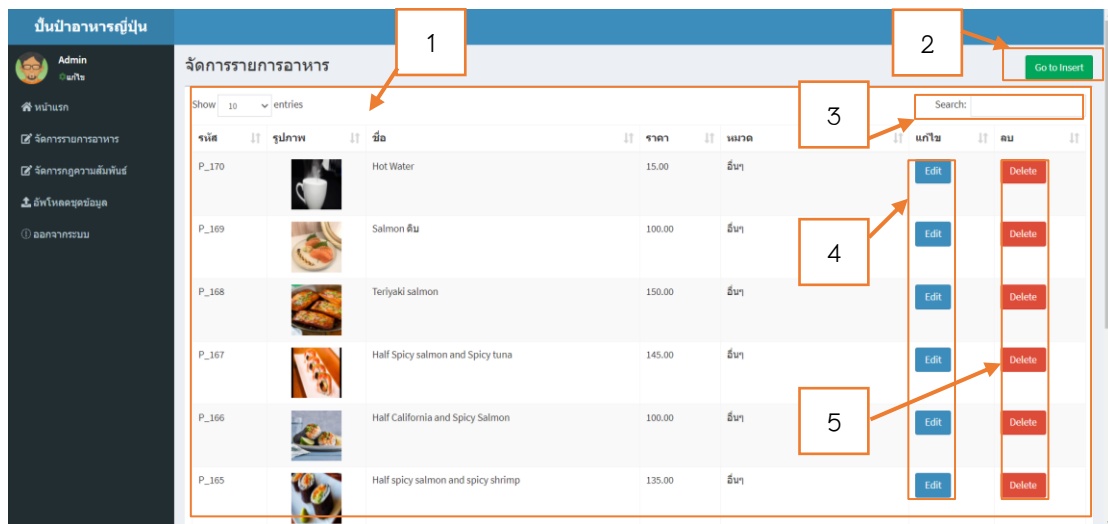 ปั้นป่าอาหารญี่ปุ่น
Admin
แก้ไข
หน้าแรก
จัดการรายการอาหาร
จัดการกฎความสัมพันธ์
อัพโหลดชุดข้อมูล
ออกจากระบบ
จัดการรายการอาหาร
1
2
Go to Insert
Show 10 entries
3
Search:
รหัส รูปภาพ ชื่อ ราคา หมวด แก้ไข ลบ
P_170 Hot Water 15.00 อื่นๆ Edit Delete
P_169 Salmon ดิบ 100.00 อื่นๆ Edit Delete
4
P_168 Teriyaki salmon 150.00 อื่นๆ Edit Delete
P_167 Half Spicy salmon and Spicy tuna 145.00 อื่นๆ Edit Delete
5
P_166 Half California and Spicy Salmon 100.00 อื่นๆ Edit Delete
P_165 Half spicy salmon and spicy shrimp 135.00 อื่นๆ Edit Delete